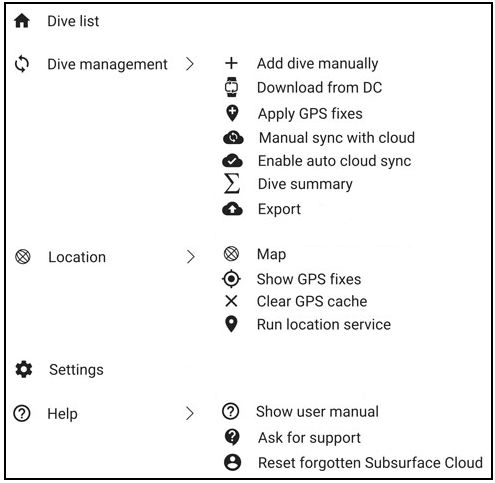 Dive list
Dive management
Add dive manually
Download from DC
Apply GPS fixes
Manual sync with cloud
Enable auto cloud sync
Dive summary
Export
Location
Map
Show GPS fixes
Clear GPS cache
Run location service
Settings
Help
Show user manual
Ask for support
Reset forgotten Subsurface Cloud